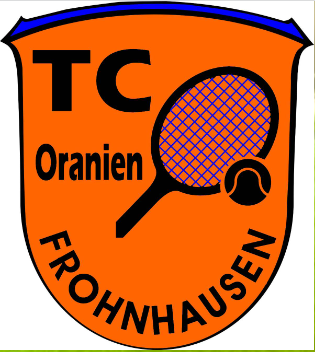 TC
Oranien
FROHNHAUSEN